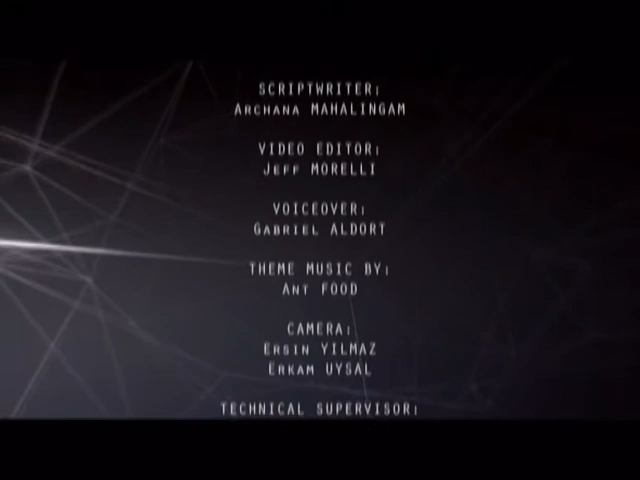 SCRIPTWRITER:
ARCHANA MAHALINGAM
VIDEO EDITOR:
JEFF MORELLI
VOICEOVER:
GABRIEL ALDORT
THEME MUSIC BY:
ANT FOOD
CAMERA:
ERSIN YILMAZ
ERKAM UYSAL
TECHNICAL SUPERVISOR: